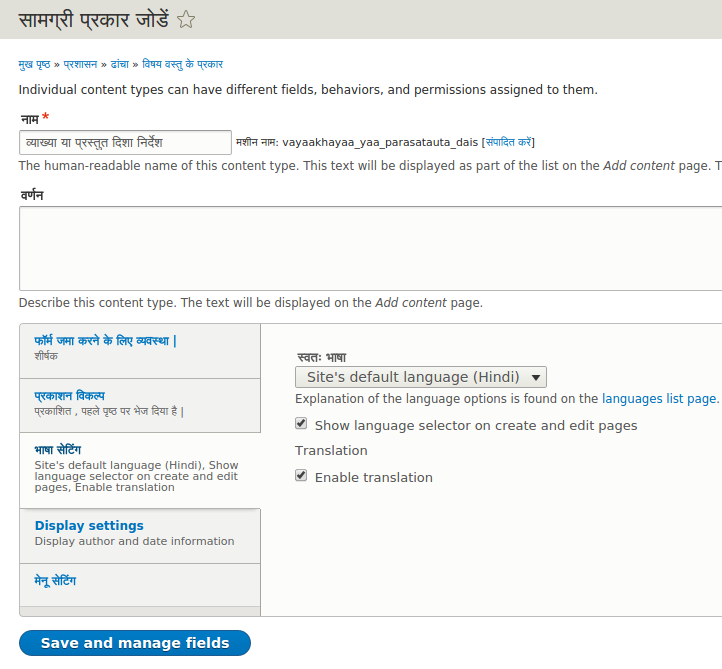 सामग्री प्रकार जोडें
मुख पृष्ठ » प्रशासन » ढांचा » विषय वस्तु के प्रकार
Individual content types can have different fields, behaviors, and permissions assigned to them.
नाम *
व्याख्या या प्रस्तुत दिशा निर्देश मशीन नाम: vayaakhayaa_yaa_parasatauta_dais [संपादित करें]
The human-readable name of this content type. This text will be displayed as part of the list on the Add content page. T
वर्णन
Describe this content type. The text will be displayed on the Add content page.
फॉर्म जमा करने के लिए व्यवस्था |
शीर्षक
प्रकाशन विकल्प
प्रकाशित , पहले पृष्ठ पर भेज दिया है |
भाषा सेटिंग
Site's default language (Hindi), Show
language selector on create and edit
pages, Enable translation
Display settings
Display author and date information
मेनू सेटिंग
स्वतः भाषा
Site's default language (Hindi)
Explanation of the language options is found on the languages list page.
Show language selector on create and edit pages
Translation
Enable translation
Save and manage fields